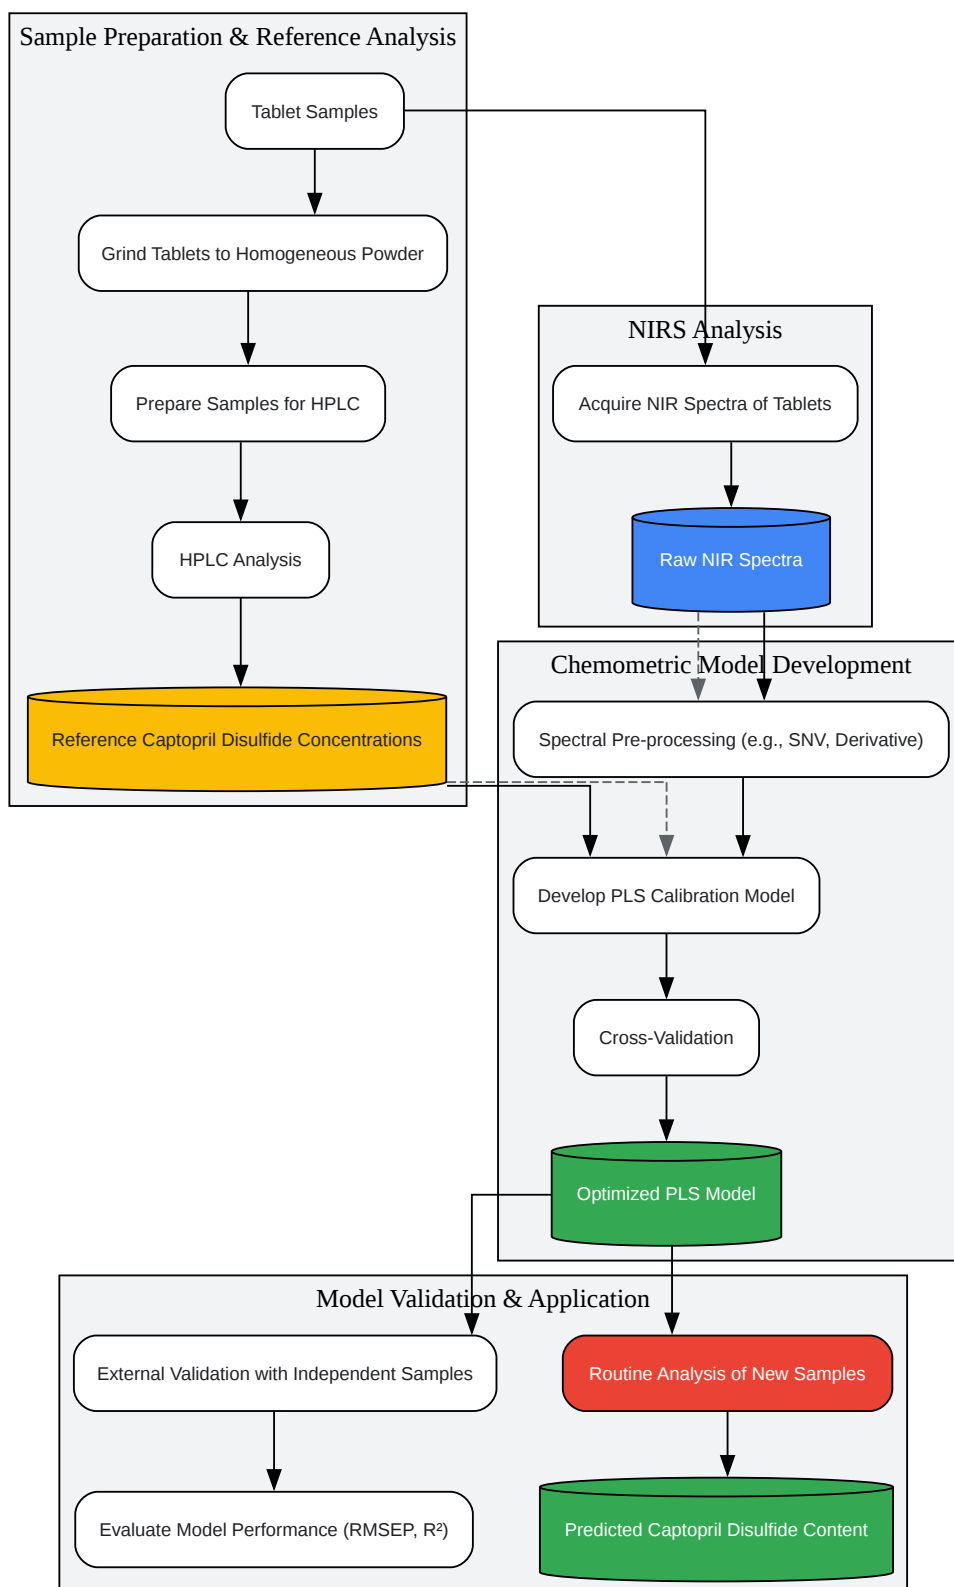 Sample Preparation & Reference Analysis
Tablet Samples
Grind Tablets to Homogeneous Powder
Prepare Samples for HPLC
HPLC Analysis
Reference Captopril Disulfide Concentrations
NIRS Analysis
Acquire NIR Spectra of Tablets
Raw NIR Spectra
Chemometric Model Development
Spectral Pre-processing (e.g., SNV, Derivative)
Develop PLS Calibration Model
Cross-Validation
Optimized PLS Model
Model Validation & Application
External Validation with Independent Samples
Evaluate Model Performance (RMSEP, R²)
Routine Analysis of New Samples
Predicted Captopril Disulfide Content